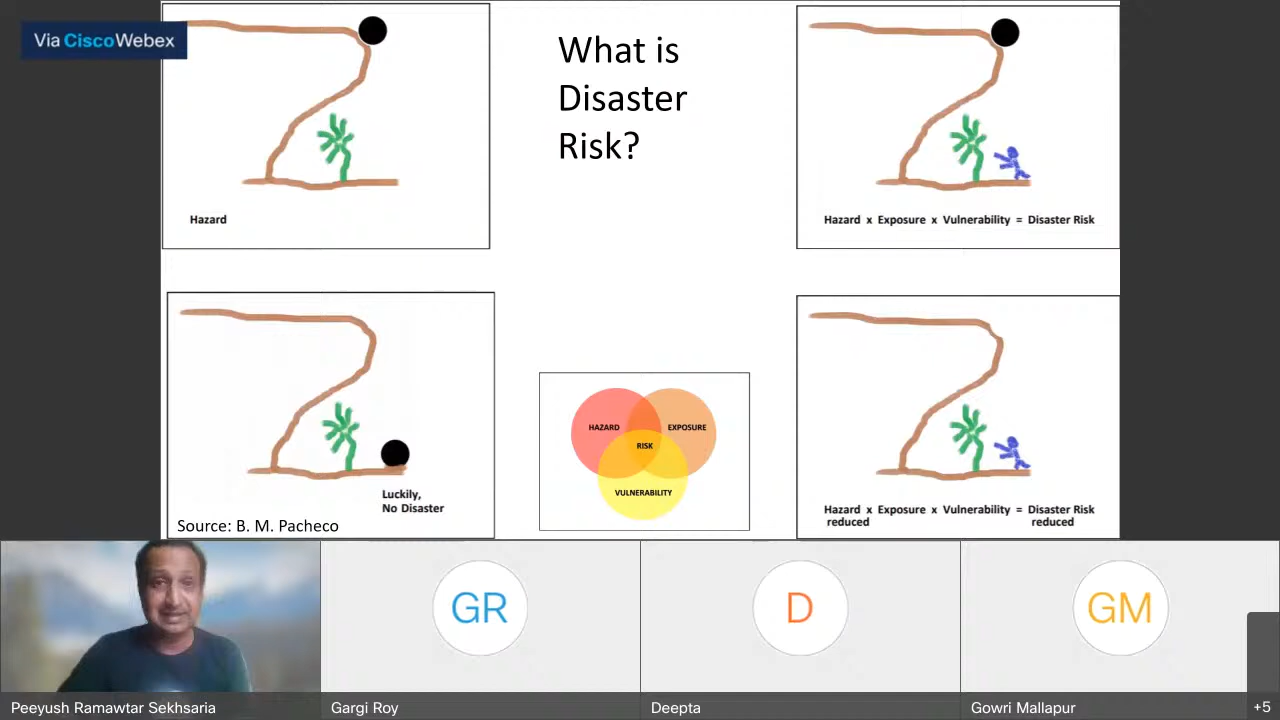 Via CiscoWebex
What is
Disaster
Risk?
Hazard
Hazard x Exposure x Vulnerability = Disaster Risk
Luckily,
No Disaster
Source: B. M. Pacheco
HAZARD
EXPOSURE
RISK
VULNERABILITY
Hazard x Exposure x Vulnerability = Disaster Risk
reduced reduced
GR
D
GM
Peeyush Ramawtar Sekhsaria
Gargi Roy
Deepta
Gowri Mallapur
+5